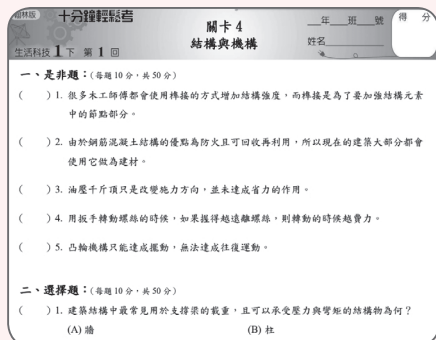 翰林版 十分鐘輕鬆考
生活科技 1 下 第 1 回
關卡 4
結構與機構
__年__班__號
姓名
得 分
一、是非題:(每題 10 分,共 50 分)
( ) 1. 很多木工師傅都會使用榫接的方式增加結構強度,而榫接是為了要加強結構元素
中的節點部分。
( ) 2. 由於鋼筋混凝土結構的優點為防火且可回收再利用,所以現在的建築大部分都會
使用它做為建材。
( ) 3. 油壓千斤頂只是改變施力方向,並未達成省力的作用。
( ) 4. 用扳手轉動螺絲的時候,如果握得越遠離螺絲,則轉動的時候越費力。
( ) 5. 凸輪機構只能達成擺動,無法達成往復運動。
二、選擇題:(每題 10 分,共 50 分)
( ) 1. 建築結構中最常見用於支撐梁的載重,且可以承受壓力與彎矩的結構物為何?
(A) 牆 (B) 柱